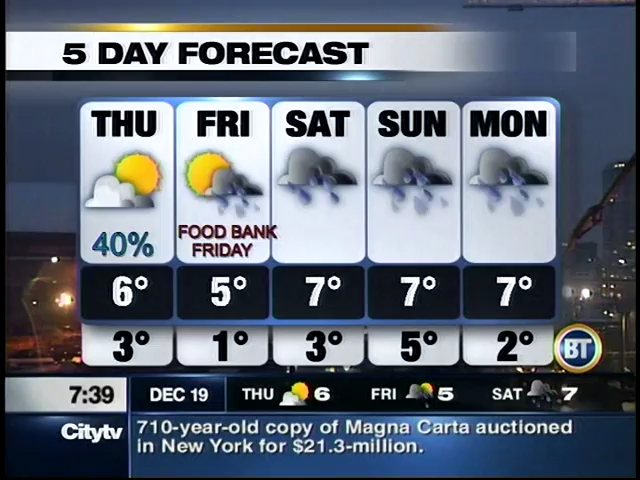 5 DAY FORECAST
THU FRI SAT SUN MON
40% FOOD BANK
FRIDAY
6° 5° 7° 7° 7°
3° 1° 3° 5° 2°
BT
7:39 DEC 19 THU 6 FRI 5 SAT 7
Citytv
710-year-old copy of Magna Carta auctioned
in New York for $21.3-million.